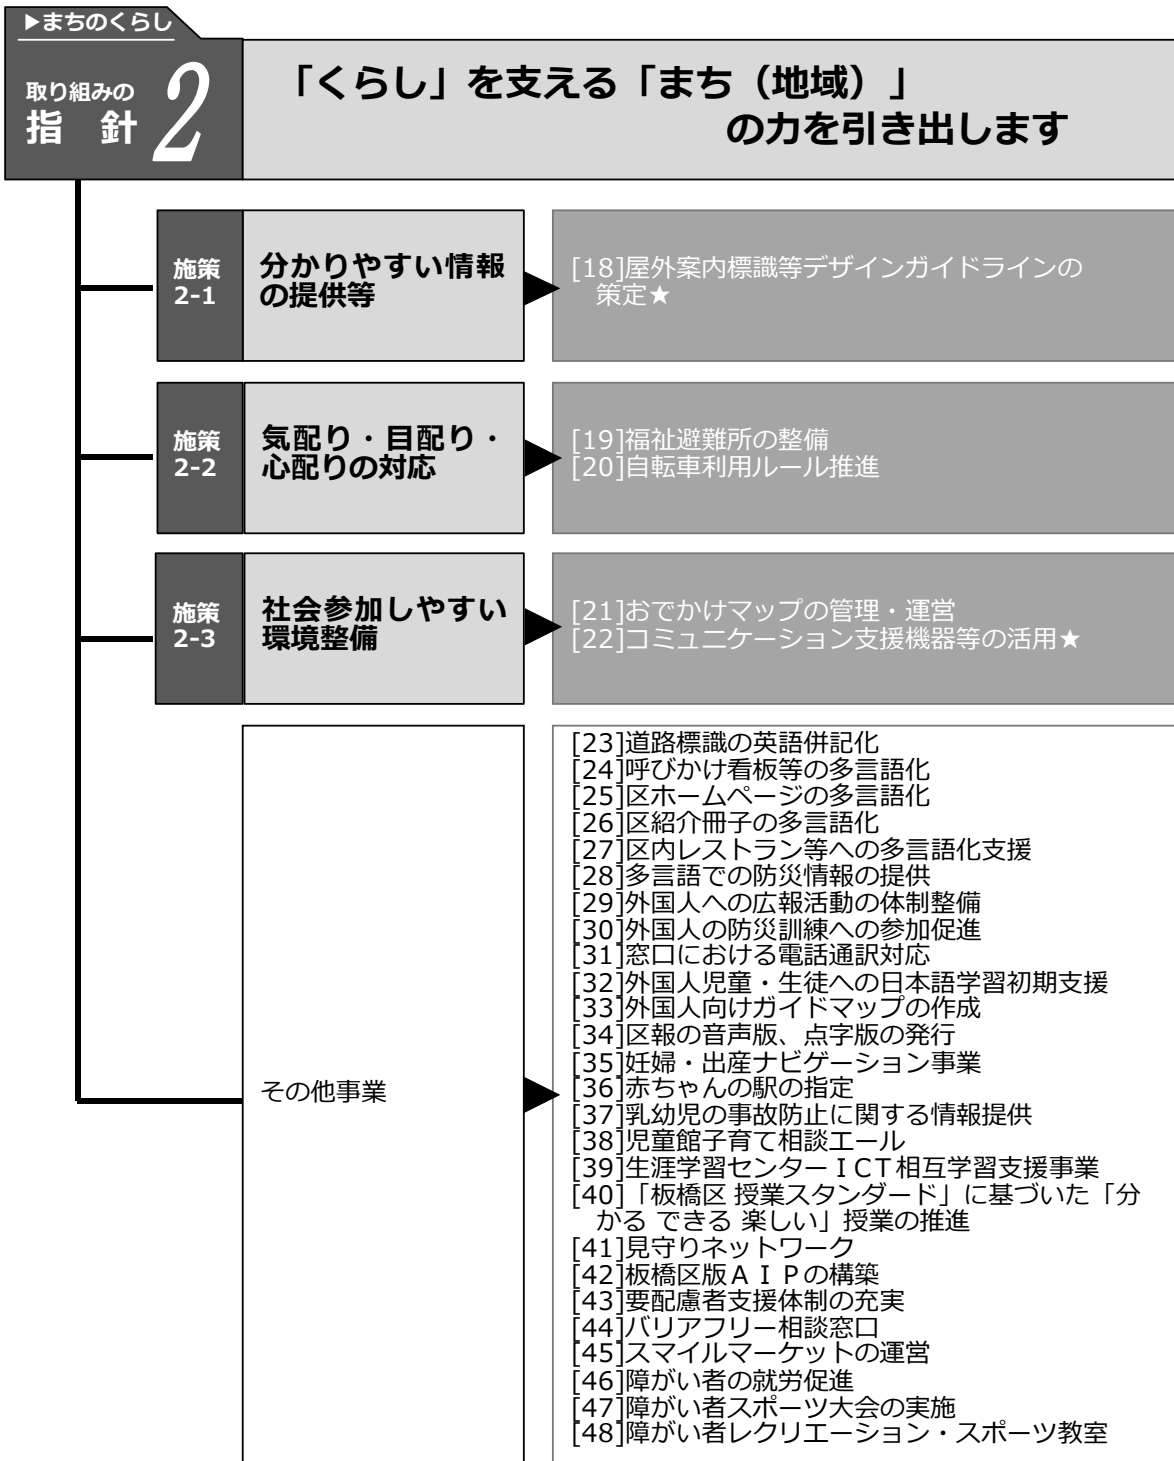 ▶まちのくらし
取り組みの
指 針 2
「くらし」を支える「まち（地域）」
の力を引き出します
施策
2-1
分かりやすい情報
の提供等
[18]屋外案内標識等デザインガイドラインの
策定★
施策
2-2
気配り・目配り・
心配りの対応
[19]福祉避難所の整備
[20]自転車利用ルール推進
施策
2-3
社会参加しやすい
環境整備
[21]おでかけマップの管理・運営
[22]コミュニケーション支援機器等の活用★
その他事業
[23]道路標識の英語併記化
[24]呼びかけ看板等の多言語化
[25]区ホームページの多言語化
[26]区紹介冊子の多言語化
[27]区内レストラン等への多言語化支援
[28]多言語での防災情報の提供
[29]外国人への広報活動の体制整備
[30]外国人の防災訓練への参加促進
[31]窓口における電話通訳対応
[32]外国人児童・生徒への日本語学習初期支援
[33]外国人向けガイドマップの作成
[34]区報の音声版、点字版の発行
[35]妊婦・出産ナビゲーション事業
[36]赤ちゃんの駅の指定
[37]乳幼児の事故防止に関する情報提供
[38]児童館子育て相談エール
[39]生涯学習センターＩＣＴ相互学習支援事業
[40]「板橋区 授業スタンダード」に基づいた「分
かる できる 楽しい」授業の推進
[41]見守りネットワーク
[42]板橋区版ＡＩＰの構築
[43]要配慮者支援体制の充実
[44]バリアフリー相談窓口
[45]スマイルマーケットの運営
[46]障がい者の就労促進
[47]障がい者スポーツ大会の実施
[48]障がい者レクリエーション・スポーツ教室